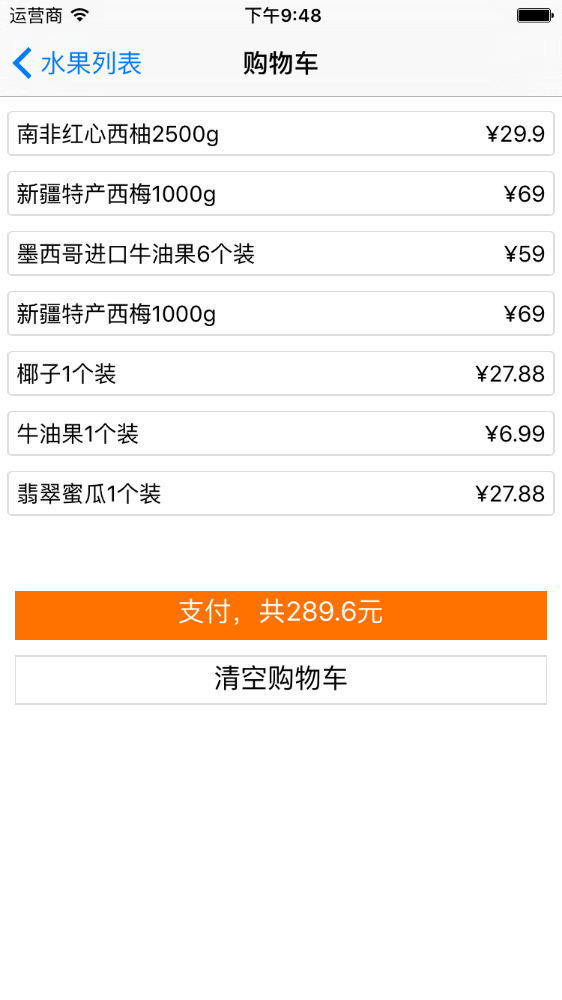 运营商 下午9:48
水果列表 购物车
南非红心西柚2500g ¥29.9
新疆特产西梅1000g ¥69
墨西哥进口牛油果6个装 ¥59
新疆特产西梅1000g ¥69
椰子1个装 ¥27.88
牛油果1个装 ¥6.99
翡翠蜜瓜1个装 ¥27.88
支付，共289.6元
清空购物车